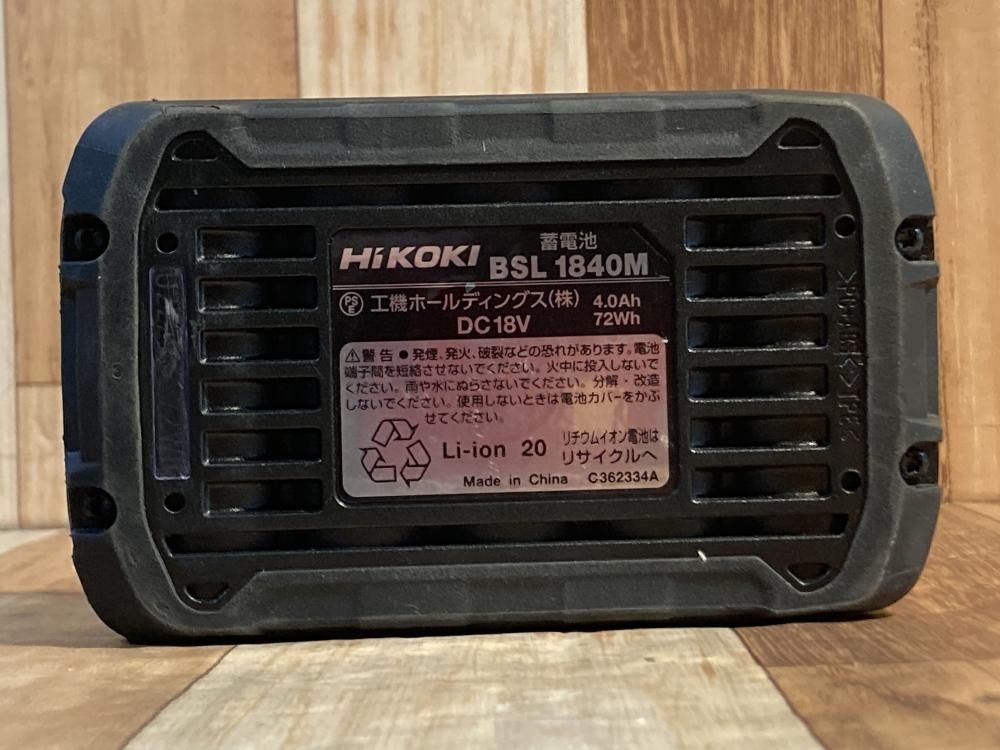 HiKOKI
蓄電池
BSL 1840M
PSE 工機ホールディングス(株)
4.0Ah
DC18V
72Wh
⚠警告 ●発煙、発火、破裂などの恐れがあります。電池
端子間を短絡させないでください。火中に投入しないで
ください。雨や水にぬらさないでください。分解・改造
しないでください。使用しないときは電池カバーをかぶ
せてください。
Li-ion 20
リチウムイオン電池は
リサイクルへ
Made in China C362334A